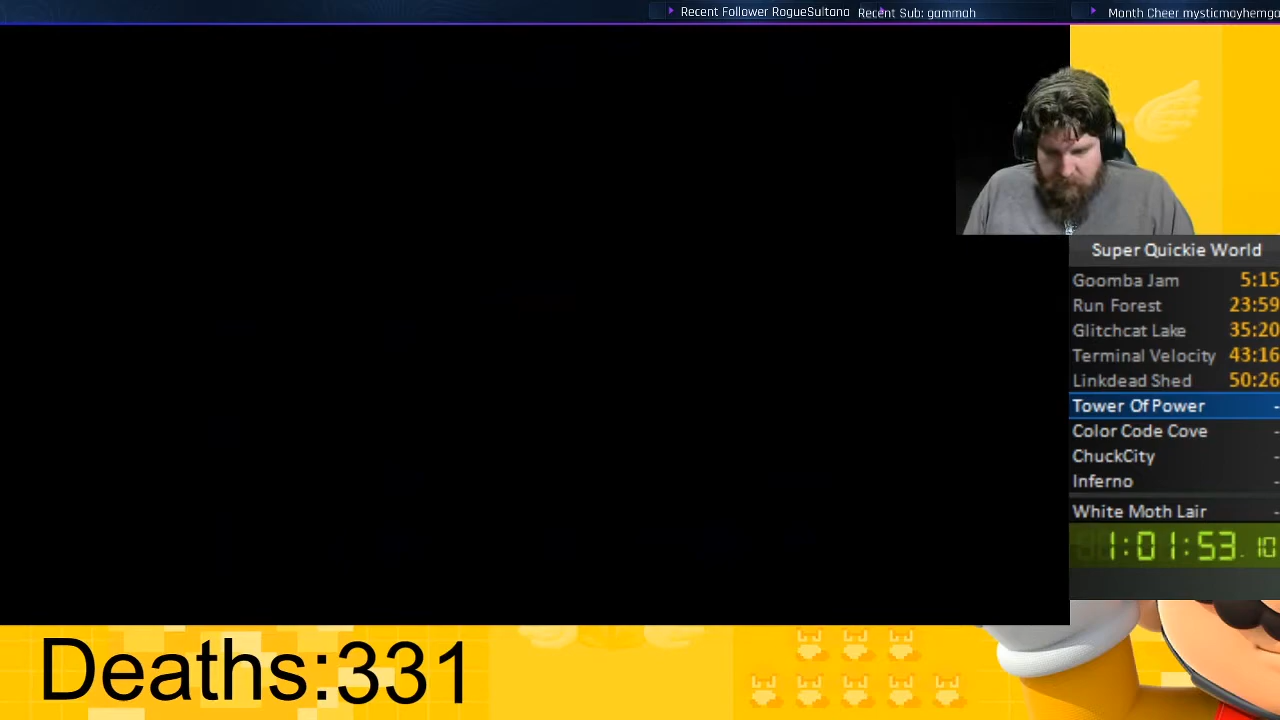 Recent Follower RogueSultana
Recent Sub: gammah
Month Cheer mysticmayhemga
Super Quickie World
Goomba Jam 5:15
Run Forest 23:59
Glitchcat Lake 35:20
Terminal Velocity 43:16
Linkdead Shed 50:26
Tower Of Power -
Color Code Cove -
ChuckCity -
Inferno -
White Moth Lair -
1:01:53.10
Deaths:331